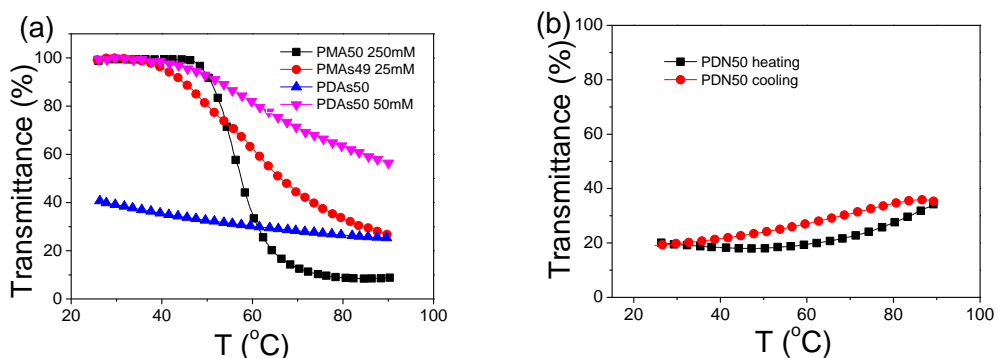 (a)
100
80
60
40
20
0
Transmittance (%)
PMA50 250mM
PMAs49 25mM
PDAs50
PDAs50 50mM
20 40 60 80 100
T (°C)
(b)
100
80
60
40
20
0
Transmittance (%)
PDN50 heating
PDN50 cooling
20 40 60 80 100
T (°C)